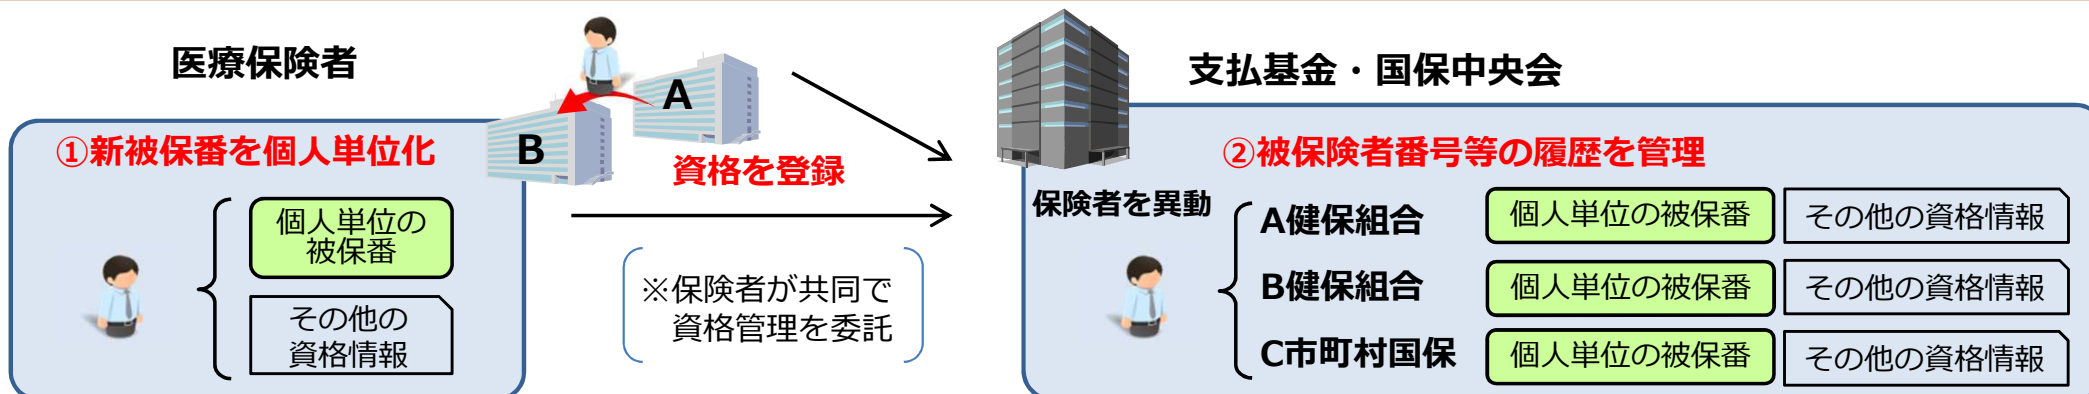 医療保険者
A
B
①新被保番を個人単位化
個人単位の
被保番
その他の
資格情報
資格を登録
※保険者が共同で
資格管理を委託
支払基金・国保中央会
②被保険者番号等の履歴を管理
保険者を異動
A健保組合 個人単位の被保番 その他の資格情報
B健保組合 個人単位の被保番 その他の資格情報
C市町村国保 個人単位の被保番 その他の資格情報